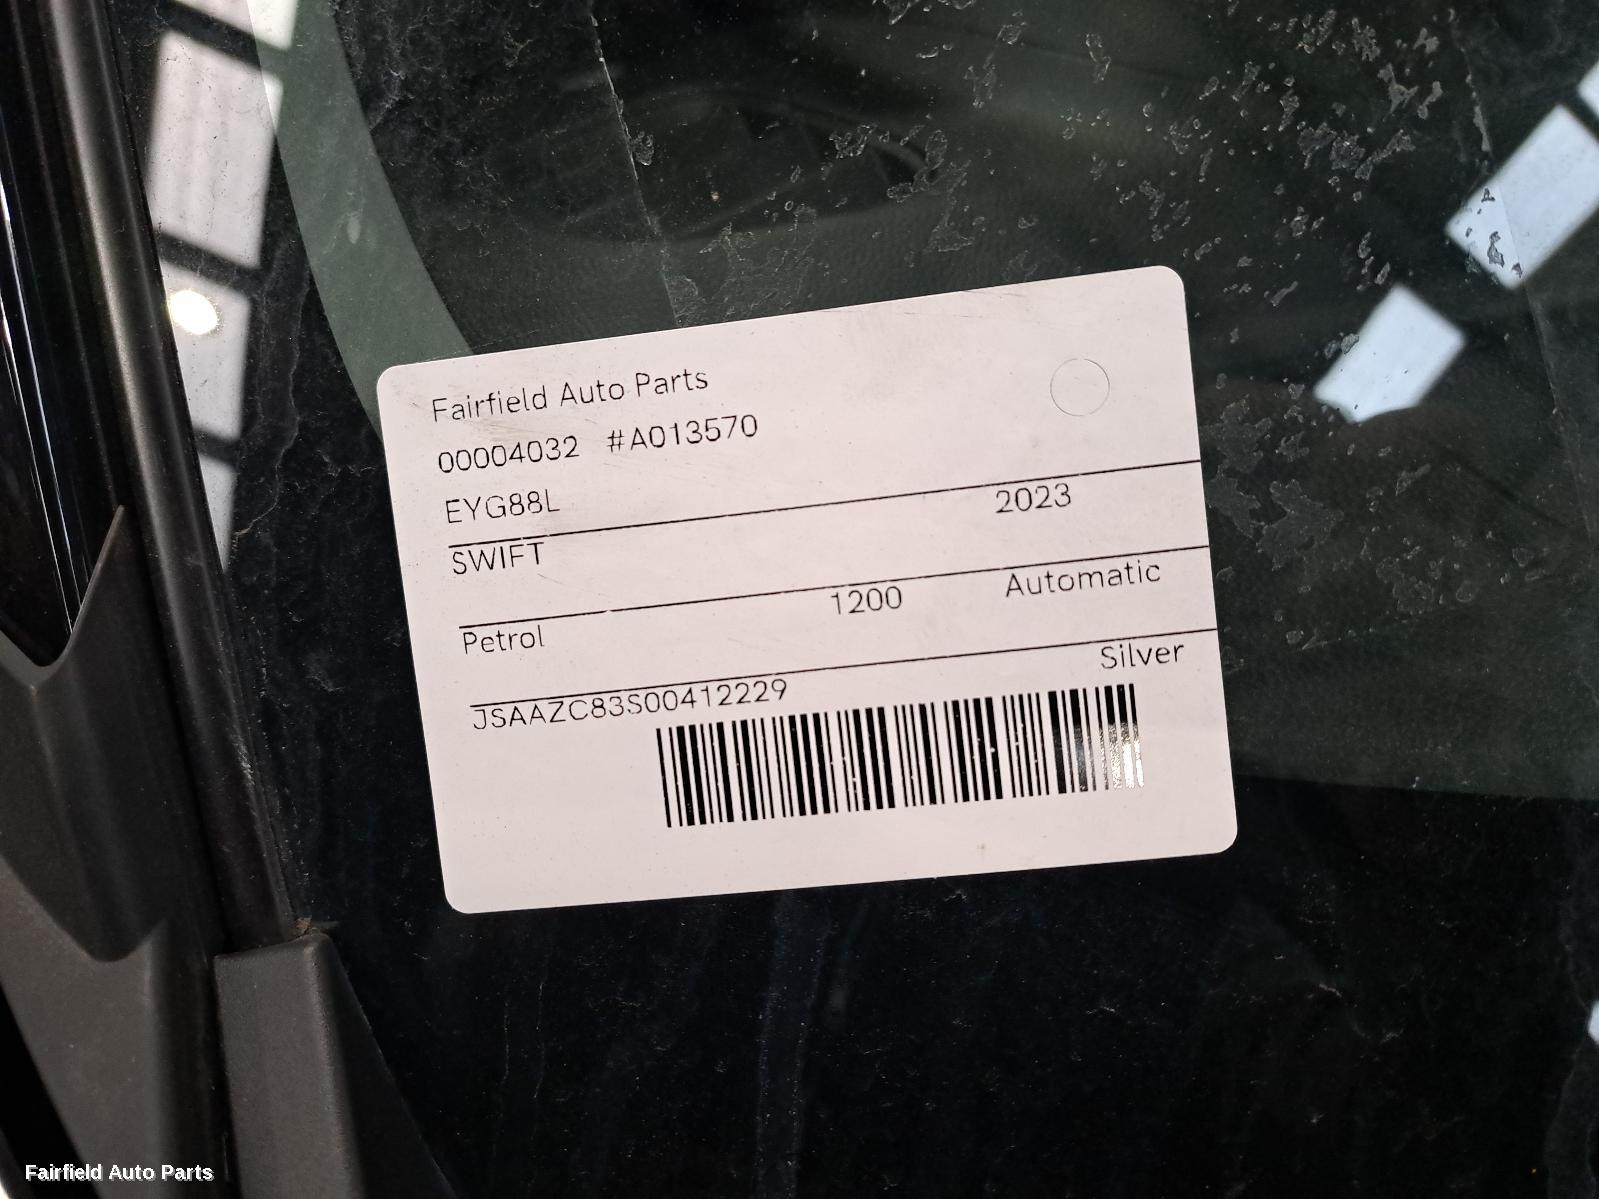 Fairfield Auto Parts
00004032 #A013570
EYG88L
SWIFT 2023
Petrol 1200 Automatic
JSAAZC83S00412229 Silver
Fairfield Auto Parts